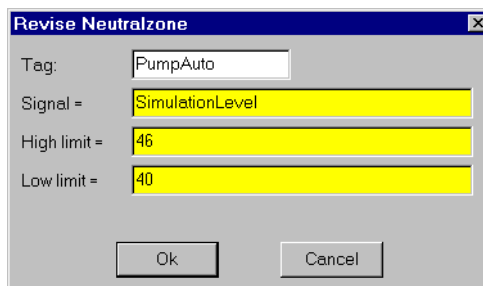 Revise Neutralzone
Tag: PumpAuto
Signal = SimulationLevel
High limit = 46
Low limit = 40
Ok Cancel